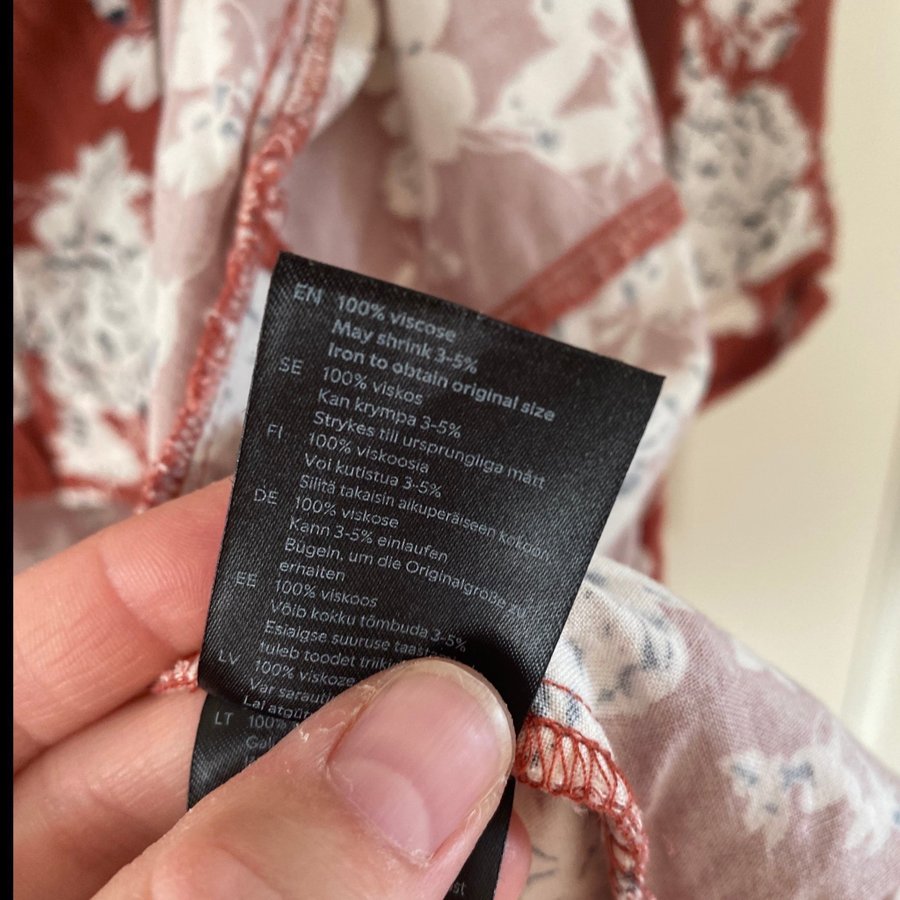 EN 100% viscose
May shrink 3-5%
Iron to obtain original size
SE 100% viskos
Kan krympa 3-5%
Strykes till ursprungliga mått
FI 100% viskoosia
Voi kutistua 3-5%
Silitä takaisin alkuperäiseen kokoon
DE 100% viskose
Kann 3-5% einlaufen
Bügeln, um die Originalgröße zu
erhalten
EE 100% viskoos
Võib kokku tõmbuda 3-5%
Esialgse suuruse
tuleb toodet
LV 100% viskoze
Var
Lai
LT 100%